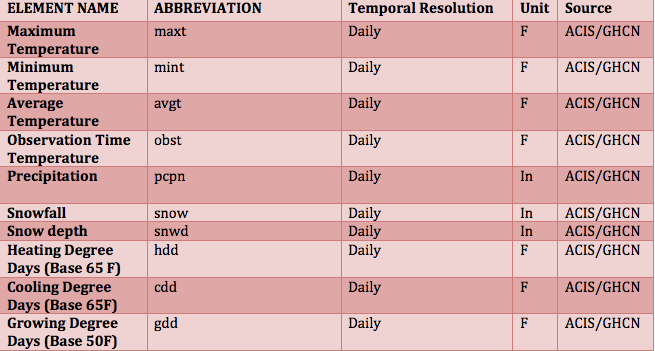 ELEMENT NAME ABBREVIATION Temporal Resolution Unit Source
Maximum Temperature maxt Daily F ACIS/GHCN
Minimum Temperature mint Daily F ACIS/GHCN
Average Temperature avgt Daily F ACIS/GHCN
Observation Time Temperature obst Daily F ACIS/GHCN
Precipitation pcpn Daily In ACIS/GHCN
Snowfall snow Daily In ACIS/GHCN
Snow depth snwd Daily In ACIS/GHCN
Heating Degree Days (Base 65 F) hdd Daily F ACIS/GHCN
Cooling Degree Days (Base 65F) cdd Daily F ACIS/GHCN
Growing Degree Days (Base 50F) gdd Daily F ACIS/GHCN